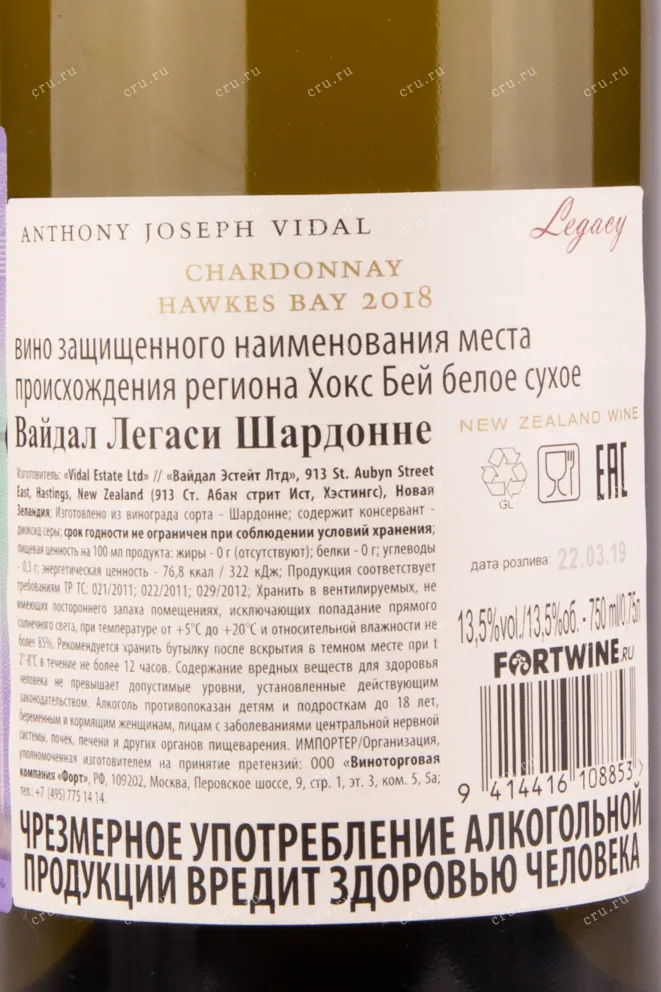 ANTHONY JOSEPH VIDAL
Legacy
CHARDONNAY
HAWKES BAY 2018
вино защищенного наименования места
происхождения региона Хокс Бей белое сухое
Вайдал Легаси Шардонне
NEW ZEALAND WINE
Изготовитель: «Vidal Estate Ltd» // «Вайдал Эстейт Лтд», 913 St. Aubyn Street
East, Hastings, New Zealand (913 Ст. Абан стрит Ист, Хэстингс), Новая
Зеландия; Изготовлено из винограда сорта - Шардонне; содержит консервант -
диоксид серы; срок годности не ограничен при соблюдении условий хранения;
пищевая ценность на 100 мл продукта: жиры - 0 г (отсутствуют); белки - 0 г; углеводы
- 0,3 г; энергетическая ценность - 76,8 ккал / 322 кДж; Продукция соответствует
требованиям ТР ТС: 021/2011; 022/2011; 029/2012; Хранить в вентилируемых, не
имеющих постороннего запаха помещениях, исключающих попадание прямого
солнечного света, при температуре от +5°С до +20°С и относительной влажности не
более 85%. Рекомендуется хранить бутылку после вскрытия в темном месте при t
2°-8°С в течение не более 12 часов. Содержание вредных веществ для здоровья
человека не превышает допустимые уровни, установленные действующим
законодательством. Алкоголь противопоказан детям и подросткам до 18 лет,
беременным и кормящим женщинам, лицам с заболеваниями центральной нервной
системы, почек, печени и других органов пищеварения. ИМПОРТЕР/Организация,
уполномоченная изготовителем на принятие претензий: ООО «Виноторговая
компания «Форт», РФ, 109202, Москва, Перовское шоссе, 9, стр. 1, эт. 3, ком. 5, 5а;
тел.: +7 (495) 775 14 14.
GL
EAC
дата розлива: 22.03.19
13,5%vol./13,5%об. - 750 ml/0,75л
FORTWINE.RU
9 414416 108853 >
ЧРЕЗМЕРНОЕ УПОТРЕБЛЕНИЕ АЛКОГОЛЬНОЙ
ПРОДУКЦИИ ВРЕДИТ ЗДОРОВЬЮ ЧЕЛОВЕКА
cru.ru